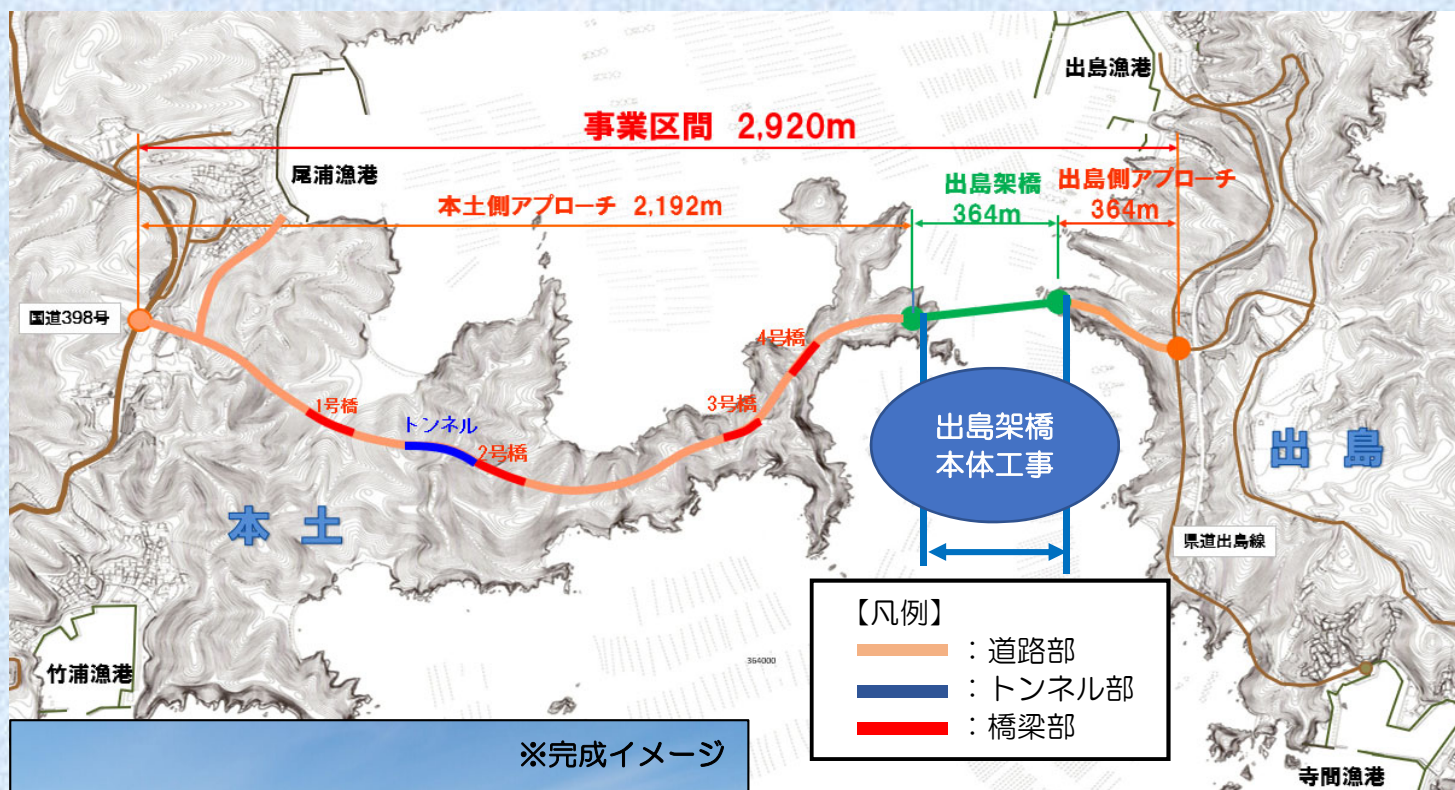 出島漁港
事業区間 2,920m
尾浦漁港
出島架橋
364m
出島側アプローチ
364m
本土側アプローチ 2,192m
国道398号
4号橋
1号橋
3号橋
トンネル
2号橋
出島架橋
本体工事
出島
本土
県道出島線
【凡例】
：道路部
：トンネル部
：橋梁部
364000
竹浦漁港
※完成イメージ
寺間漁港